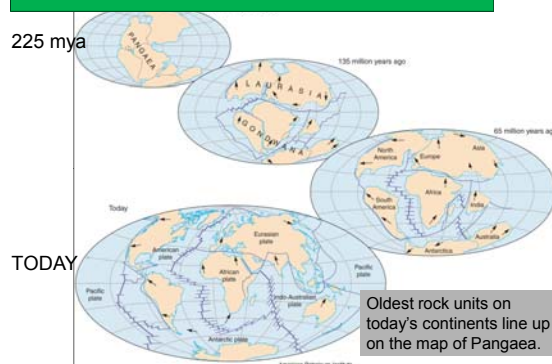 225 mya
PANGAEA
135 million years ago
LAURASIA
GONDWANA
65 million years ago
North
America
Europe
Asia
Africa
South
America
India
Australia
Antarctica
Today
TODAY
American
plate
Eurasian
plate
African
plate
Pacific
plate
Pacific
plate
Indo-Australian
plate
Antarctic plate
Oldest rock units on
today's continents line up
on the map of Pangaea.